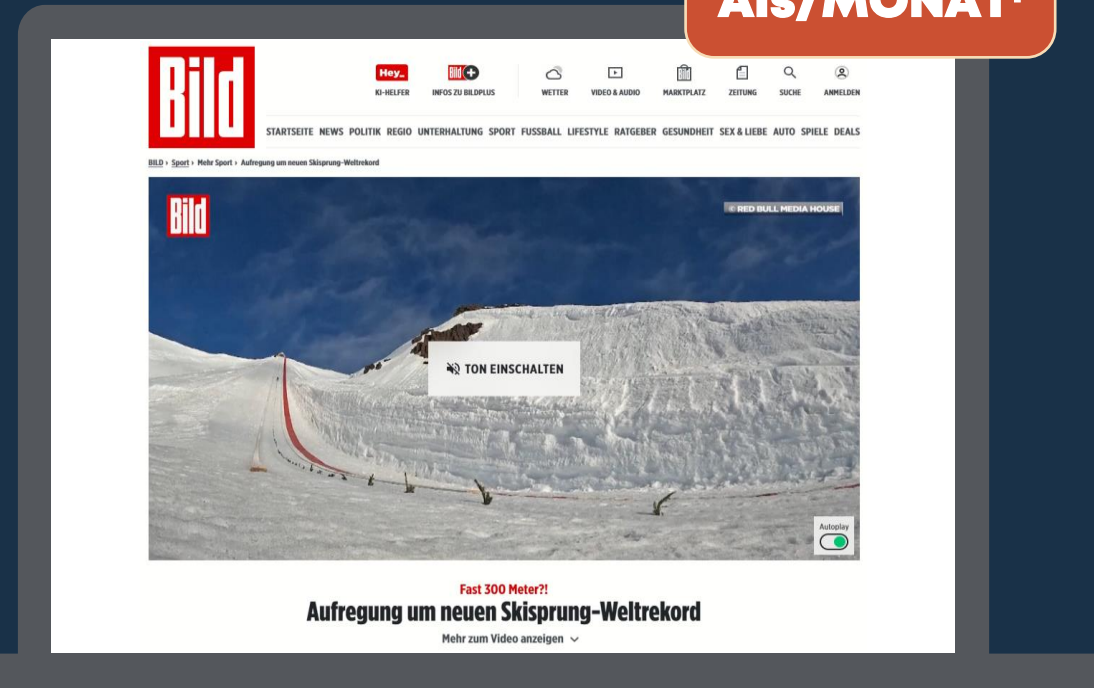 AIs/MONAT¹
Bild
Hey_
Bild+
KI-HELFER
INFOS ZU BILDPLUS
WETTER
VIDEO & AUDIO
MARKTPLATZ
ZEITUNG
SUCHE
ANMELDEN
STARTSEITE NEWS POLITIK REGIO UNTERHALTUNG SPORT FUSSBALL LIFESTYLE RATGEBER GESUNDHEIT SEX & LIEBE AUTO SPIELE DEALS
BILD › Sport › Mehr Sport › Aufregung um neuen Skisprung-Weltrekord
Bild
© RED BULL MEDIA HOUSE
TON EINSCHALTEN
Autoplay
Fast 300 Meter?!
Aufregung um neuen Skisprung-Weltrekord
Mehr zum Video anzeigen